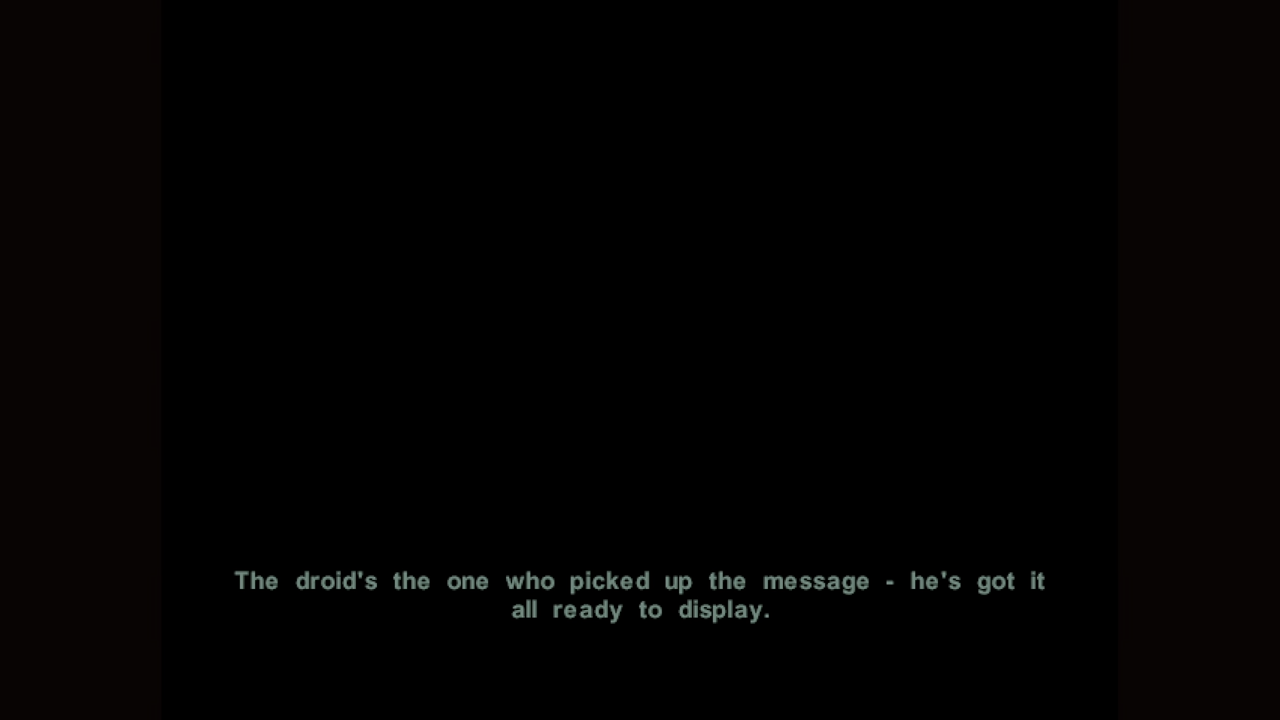 The droid's the one who picked up the message - he's got it
all ready to display.